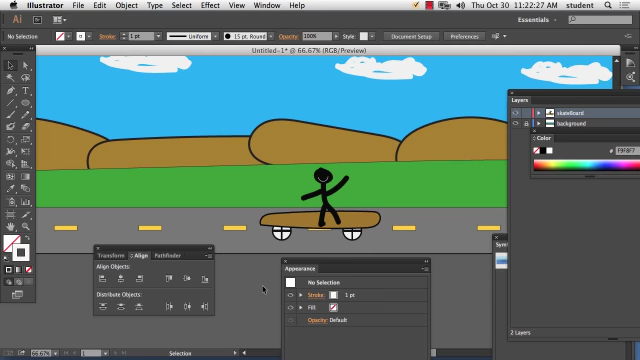 Illustrator File Edit Object Type Select Effect View Window Help
Thu Oct 30 11:22:27 AM student
Ai Br Essentials
No Selection Stroke: 1 pt Uniform 15 pt. Round Opacity: 100% Style: Document Setup Preferences
Untitled-1* @ 66.67% (RGB/Preview)
Layers
skateboard
background
Color
F9F8F7
Transform Align Pathfinder
Align Objects:
Distribute Objects:
Appearance
No Selection
Stroke: 1 pt
Fill:
Opacity: Default
2 Layers
66.67% 1 Selection